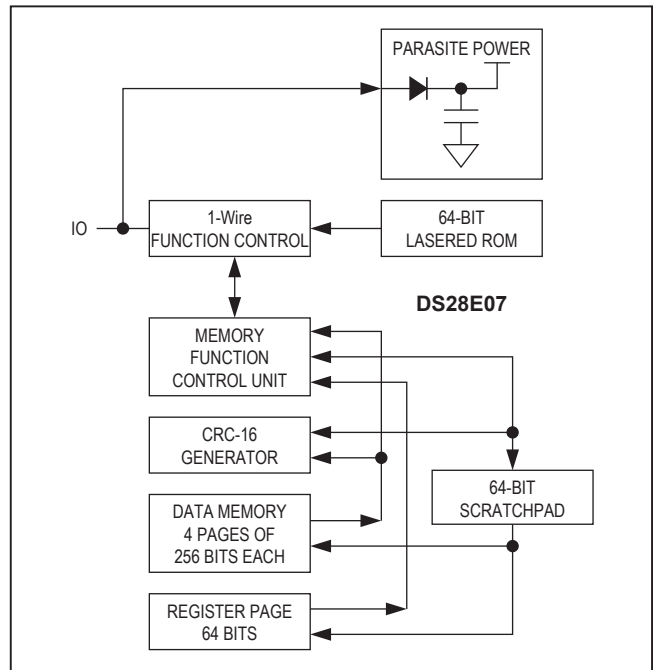 PARASITE POWER
IO
1-Wire
FUNCTION CONTROL
64-BIT
LASERED ROM
DS28E07
MEMORY
FUNCTION
CONTROL UNIT
CRC-16
GENERATOR
64-BIT
SCRATCHPAD
DATA MEMORY
4 PAGES OF
256 BITS EACH
REGISTER PAGE
64 BITS